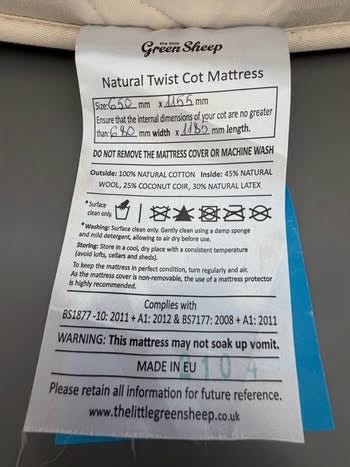 the little
Green Sheep
Natural Twist Cot Mattress
Size: 650 mm x 1155 mm
Ensure that the internal dimensions of your cot are no greater
than: 680 mm width x 1185 mm length.
DO NOT REMOVE THE MATTRESS COVER OR MACHINE WASH
Outside: 100% NATURAL COTTON Inside: 45% NATURAL
WOOL, 25% COCONUT COIR, 30% NATURAL LATEX
* Surface
clean only.
* Washing: Surface clean only. Gently clean using a damp sponge
and mild detergent, allowing to air dry before use.
Storing: Store in a cool, dry place with a consistent temperature
(avoid lofts, cellars and sheds).
To keep the mattress in perfect condition, turn regularly and air.
As the mattress cover is non-removable, the use of a mattress protector
is highly recommended.
Complies with
BS1877 -10: 2011 + A1: 2012 & BS7177: 2008 + A1: 2011
WARNING: This mattress may not soak up vomit.
MADE IN EU
2104
Please retain all information for future reference.
www.thelittlegreensheep.co.uk